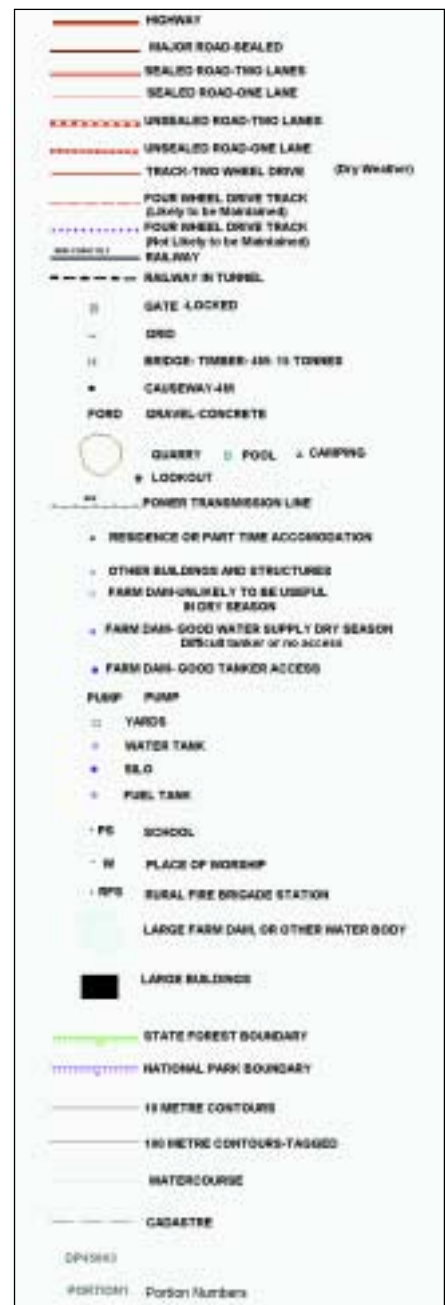 HIGHWAY
MAJOR ROAD-SEALED
SEALED ROAD-TWO LANES
SEALED ROAD-ONE LANE
UNSEALED ROAD-TWO LANES
UNSEALED ROAD-ONE LANE
TRACK-TWO WHEEL DRIVE (Dry Weather)
FOUR WHEEL DRIVE TRACK
(Likely to be Maintained)
FOUR WHEEL DRIVE TRACK
(Not Likely to be Maintained)
RAILWAY
RAILWAY IN TUNNEL
GATE -LOCKED
GRID
BRIDGE- TIMBER- 4M- 15 TONNES
CAUSEWAY-4M
FORD GRAVEL-CONCRETE
QUARRY POOL CAMPING
LOOKOUT
POWER TRANSMISSION LINE
RESIDENCE OR PART TIME ACCOMODATION
OTHER BUILDINGS AND STRUCTURES
FARM DAM-UNLIKELY TO BE USEFUL
IN DRY SEASON
FARM DAM- GOOD WATER SUPPLY DRY SEASON
Difficult tanker or no access
FARM DAM- GOOD TANKER ACCESS
PUMP PUMP
YARDS
WATER TANK
SILO
FUEL TANK
PS SCHOOL
W PLACE OF WORSHIP
RFS RURAL FIRE BRIGADE STATION
LARGE FARM DAM, OR OTHER WATER BODY
LARGE BUILDINGS
STATE FOREST BOUNDARY
NATIONAL PARK BOUNDARY
10 METRE CONTOURS
100 METRE CONTOURS-TAGGED
WATERCOURSE
CADASTRE
PORTION1 Portion Numbers